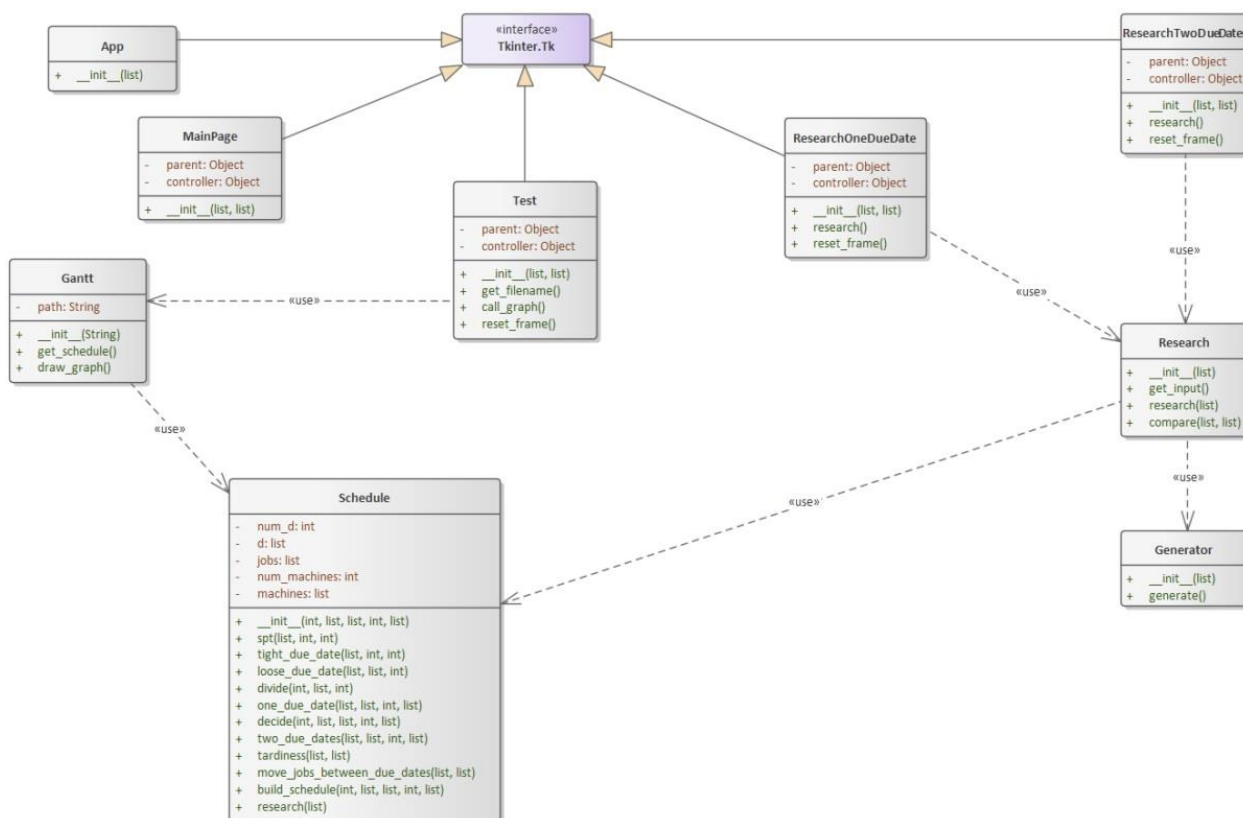 «interface»
Tkinter.Tk
App
+ __init__(list)
ResearchTwoDueDate
- parent: Object
- controller: Object
+ __init__(list, list)
+ research()
+ reset_frame()
MainPage
- parent: Object
- controller: Object
+ __init__(list, list)
ResearchOneDueDate
- parent: Object
- controller: Object
+ __init__(list, list)
+ research()
+ reset_frame()
Test
- parent: Object
- controller: Object
+ __init__(list, list)
+ get_filename()
+ call_graph()
+ reset_frame()
«use»
«use»
«use»
Gantt
- path: String
+ __init__(String)
+ get_schedule()
+ draw_graph()
Research
+ __init__(list)
+ get_input()
+ research(list)
+ compare(list, list)
«use»
«use»
«use»
Schedule
- num_d: int
- d: list
- jobs: list
- num_machines: int
- machines: list
+ __init__(int, list, list, int, list)
+ spt(list, int, int)
+ tight_due_date(list, int, int)
+ loose_due_date(list, list, int)
+ divide(int, list, int)
+ one_due_date(list, list, int, list)
+ decide(int, list, list, int, list)
+ two_due_dates(list, list, int, list)
+ tardiness(list, list)
+ move_jobs_between_due_dates(list, list)
+ build_schedule(int, list, list, int, list)
+ research(list)
Generator
+ __init__(list)
+ generate()